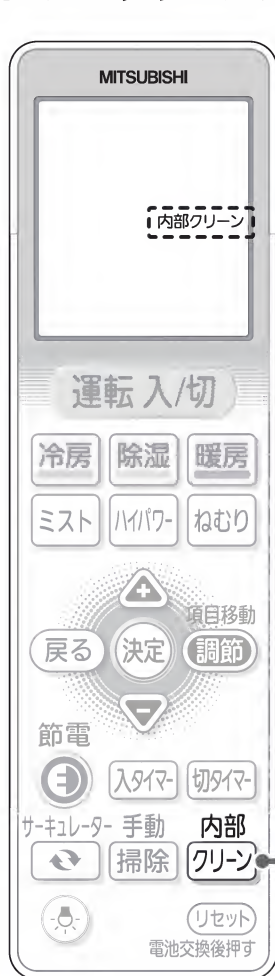 MITSUBISHI
内部クリーン
運転 入/切
冷房 除湿 暖房
ミスト ハイパワー ねむり
項目移動
戻る 決定 調節
節電
入タイマー 切タイマー
サーキュレーター 手動 内部
掃除 クリーン
リセット
電池交換後押す